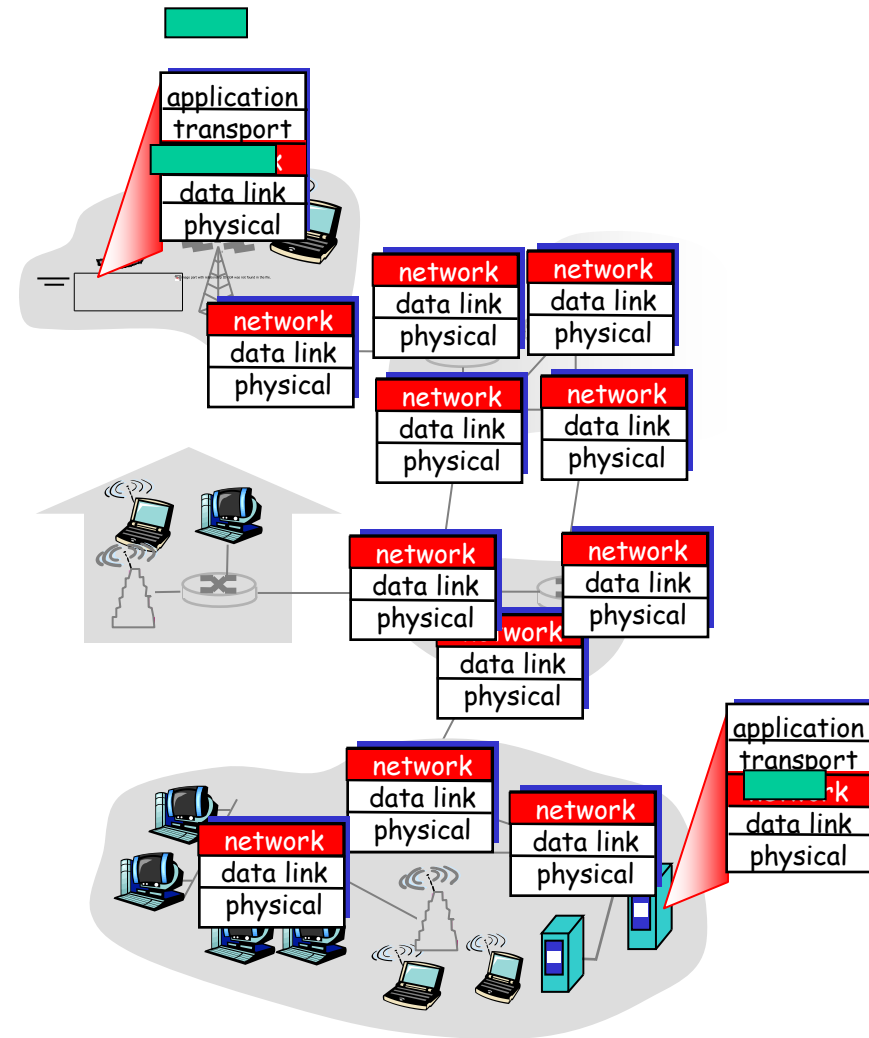 application
transport
k
data link
physical
network
data link
physical
network
data link
physical
network
data link
physical
network
data link
physical
network
data link
physical
network
data link
physical
network
data link
physical
work
data link
physical
application
transport
k
data link
physical
network
data link
physical
network
data link
physical
network
data link
physical